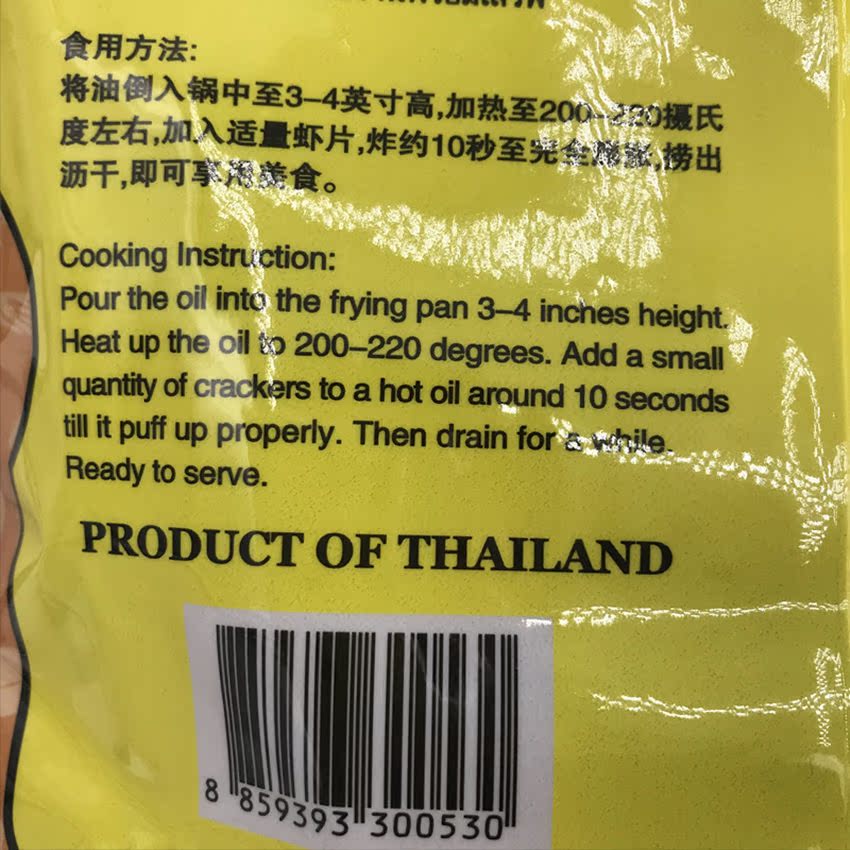 食用方法:
将油倒入锅中至3–4英寸高,加热至200–220摄氏
度左右,加入适量虾片,炸约10秒至完全膨胀,捞出
沥干,即可享用美食。
Cooking Instruction:
Pour the oil into the frying pan 3–4 inches height.
Heat up the oil to 200–220 degrees. Add a small
quantity of crackers to a hot oil around 10 seconds
till it puff up properly. Then drain for a while.
Ready to serve.
PRODUCT OF THAILAND
8 859393 300530